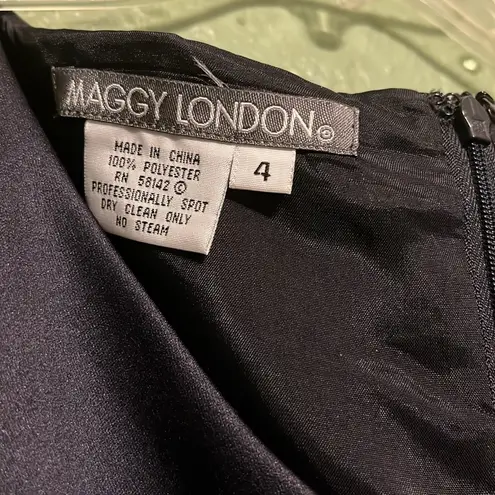 MAGGY LONDON®
MADE IN CHINA
100% POLYESTER
RN 58142 ©
PROFESSIONALLY SPOT
DRY CLEAN ONLY
NO STEAM
4